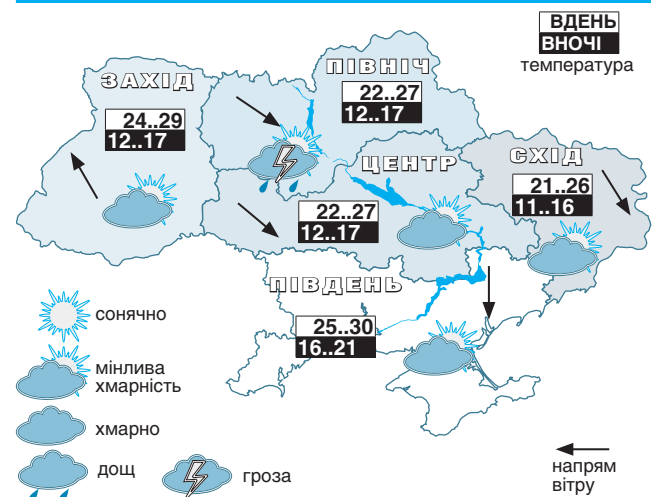 ВДЕНЬ
ВНОЧІ
температура
ЗАХІД
24..29
12..17
ПІВНІЧ
22..27
12..17
ЦЕНТР
22..27
12..17
СХІД
21..26
11..16
ПІВДЕНЬ
25..30
16..21
сонячно
мінлива
хмарність
хмарно
дощ
гроза
напрям
вітру